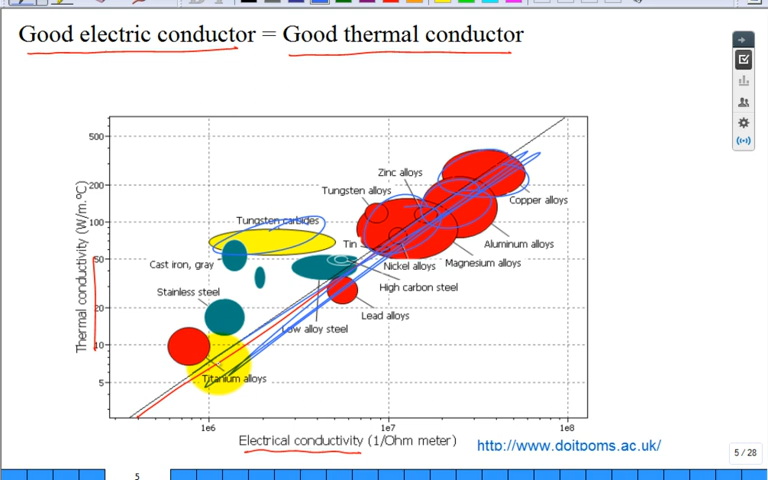 Good electric conductor = Good thermal conductor
500
200
100
50
20
10
5
Thermal conductivity (W/m.ºC)
Zinc alloys
Tungsten alloys
Copper alloys
Tungsten carbides
Aluminum alloys
Tin
Cast iron, gray
Nickel alloys
Magnesium alloys
High carbon steel
Stainless steel
Lead alloys
Low alloy steel
Titanium alloys
1e6
1e7
1e8
Electrical conductivity (1/Ohm meter)
http://www.doitpoms.ac.uk/
5 / 28
5